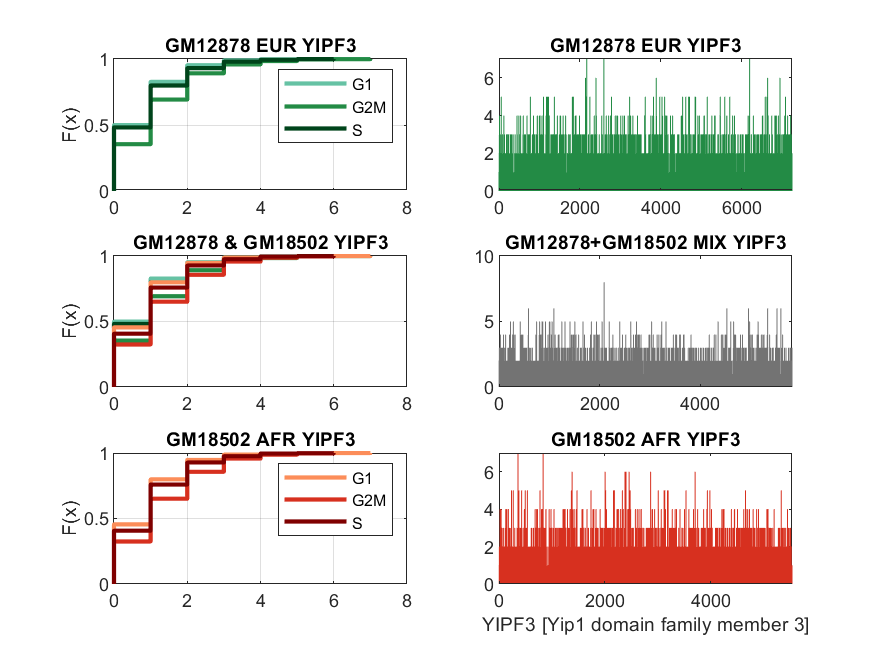 GM12878 EUR YIPF3
GM12878 EUR YIPF3
F(x)
1
0.5
0
0 2 4 6 8
G1
G2M
S
6
4
2
0
0 2000 4000 6000
GM12878 & GM18502 YIPF3
GM12878+GM18502 MIX YIPF3
F(x)
1
0.5
0
0 2 4 6 8
10
5
0
0 2000 4000
GM18502 AFR YIPF3
GM18502 AFR YIPF3
F(x)
1
0.5
0
0 2 4 6 8
G1
G2M
S
6
4
2
0
0 2000 4000
YIPF3 [Yip1 domain family member 3]